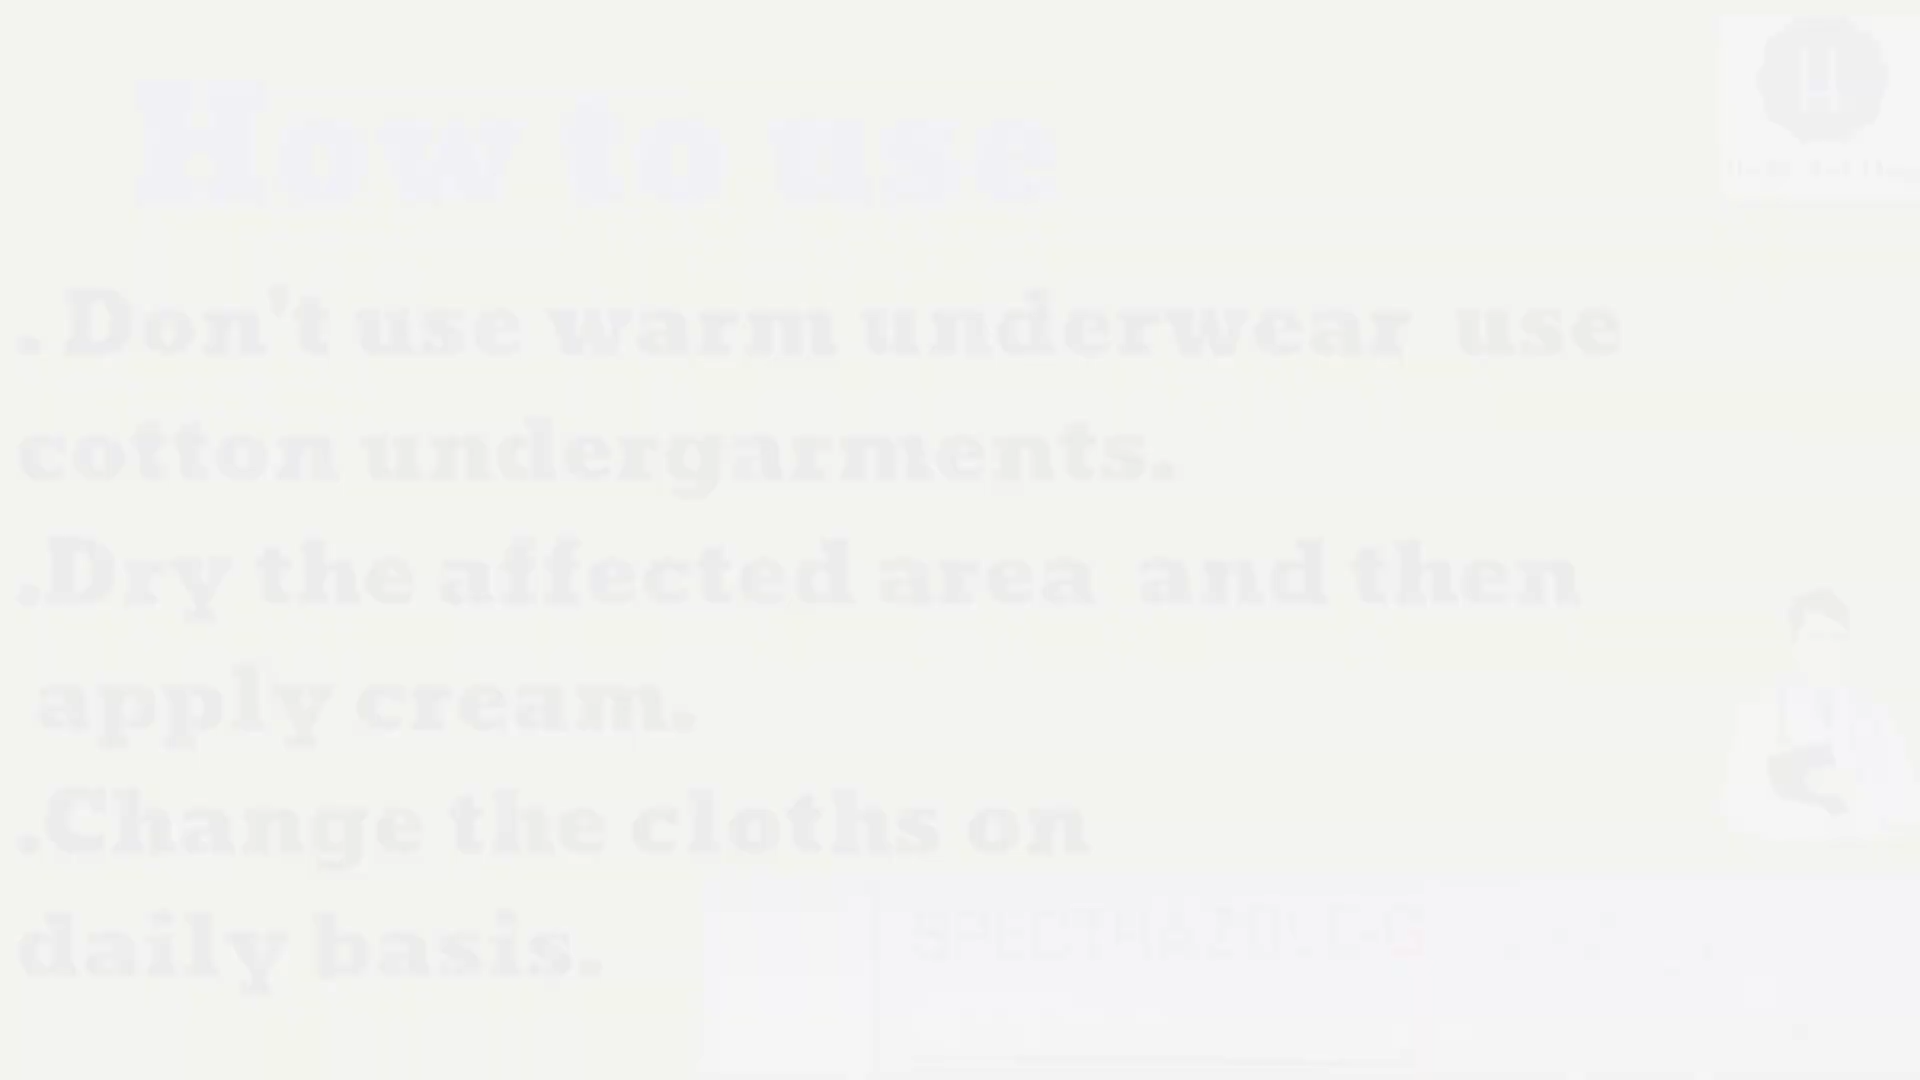 How to use
. Don't use warm underwear use
cotton undergarments.
.Dry the affected area and then
apply cream.
.Change the cloths on
daily basis.
SPECTRAZOLE-G